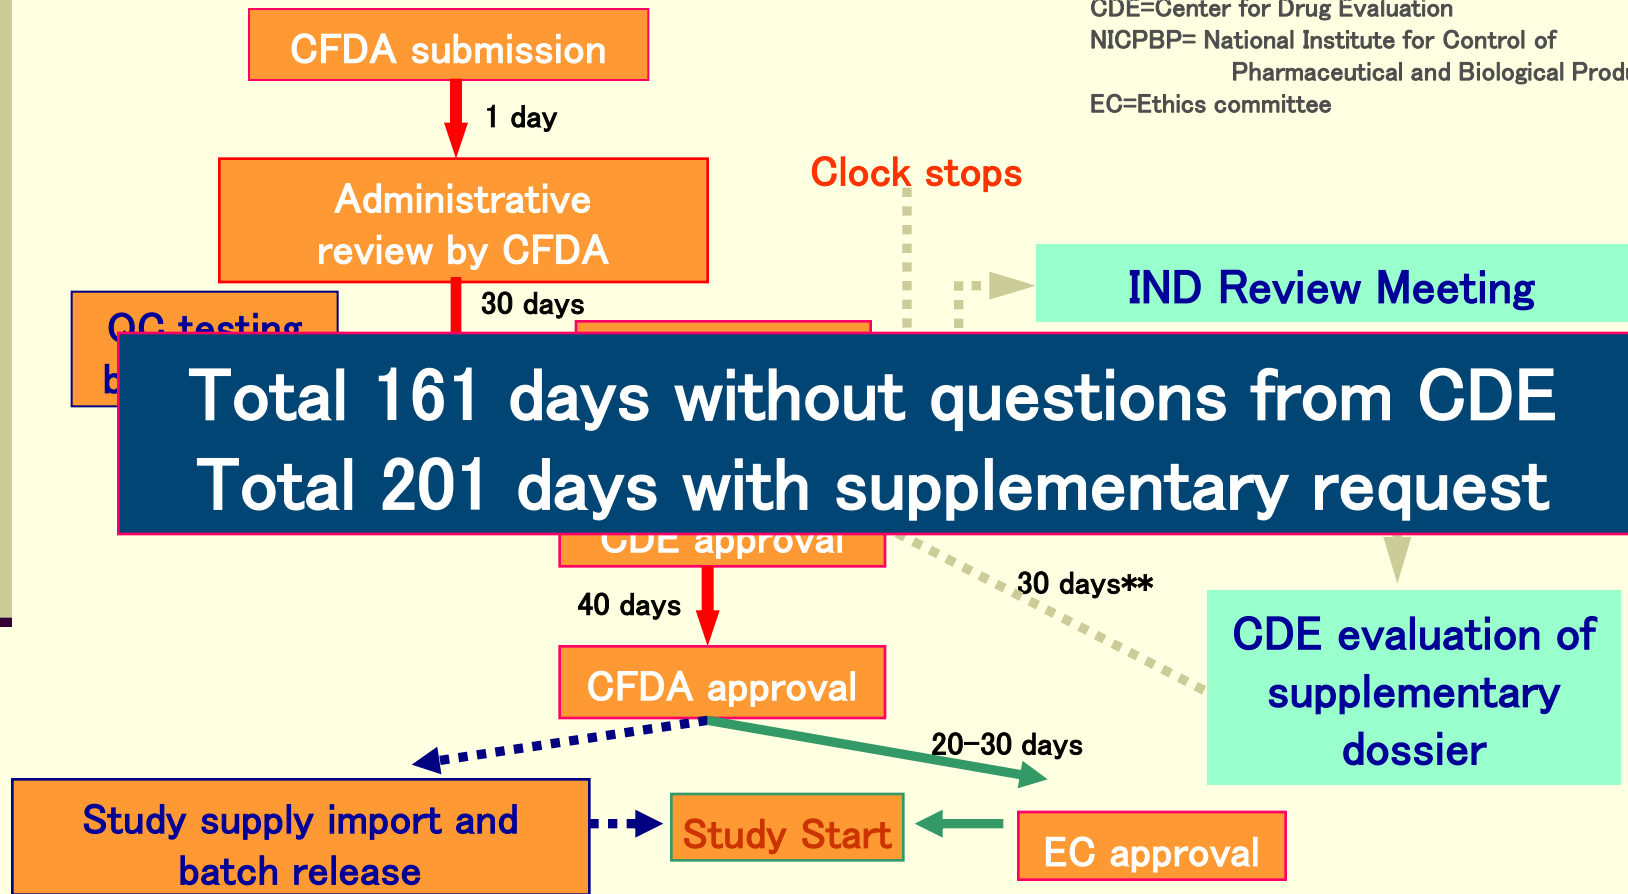 CDE=Center for Drug Evaluation
NICPBP= National Institute for Control of
Pharmaceutical and Biological
EC=Ethics committee
CFDA submission
1 day
Clock stops
Administrative
review by CFDA
IND Review Meeting
30 days
QC testing
Total 161 days without questions from CDE
Total 201 days with supplementary request
CDE approval
30 days**
40 days
CDE evaluation of
supplementary
dossier
CFDA approval
20-30 days
Study supply import and
batch release
Study Start
EC approval